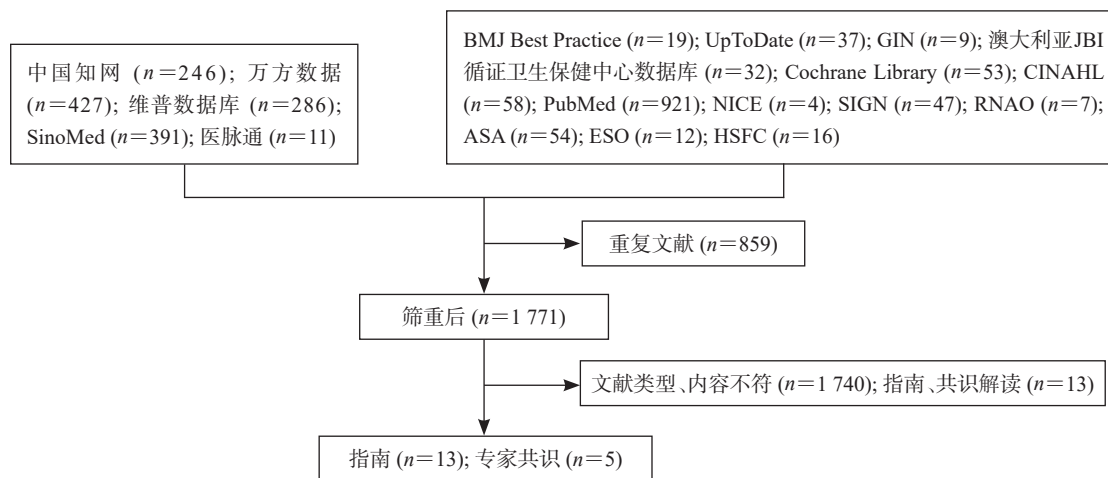 中国知网 (n=246); 万方数据
(n=427); 维普数据库 (n=286);
SinoMed (n=391); 医脉通 (n=11)
BMJ Best Practice (n=19); UpToDate (n=37); GIN (n=9); 澳大利亚JBI
循证卫生保健中心数据库 (n=32); Cochrane Library (n=53); CINAHL
(n=58); PubMed (n=921); NICE (n=4); SIGN (n=47); RNAO (n=7);
ASA (n=54); ESO (n=12); HSFC (n=16)
重复文献 (n=859)
筛重后 (n=1 771)
文献类型、内容不符 (n=1 740); 指南、共识解读 (n=13)
指南 (n=13); 专家共识 (n=5)